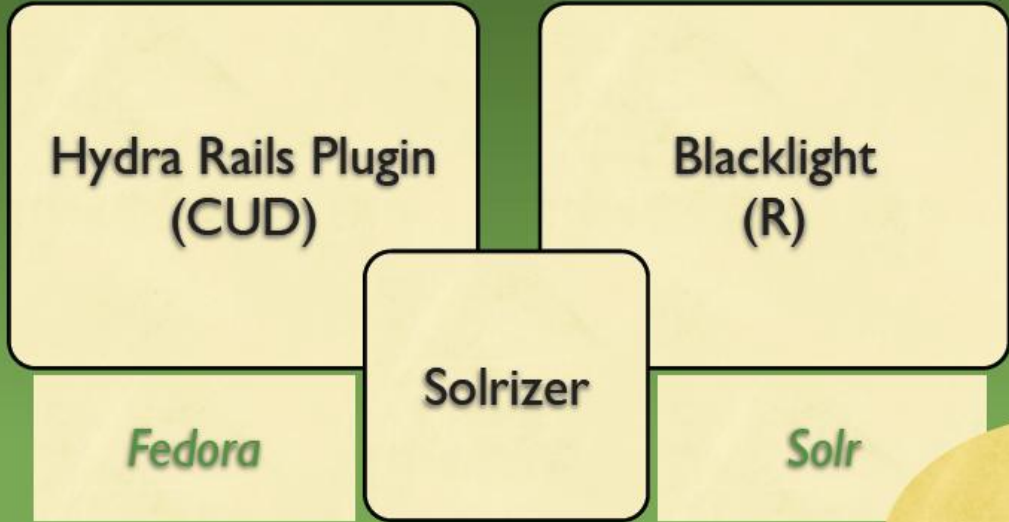 Hydra Rails Plugin
(CUD)
Blacklight
(R)
Solrizer
Fedora
Solr